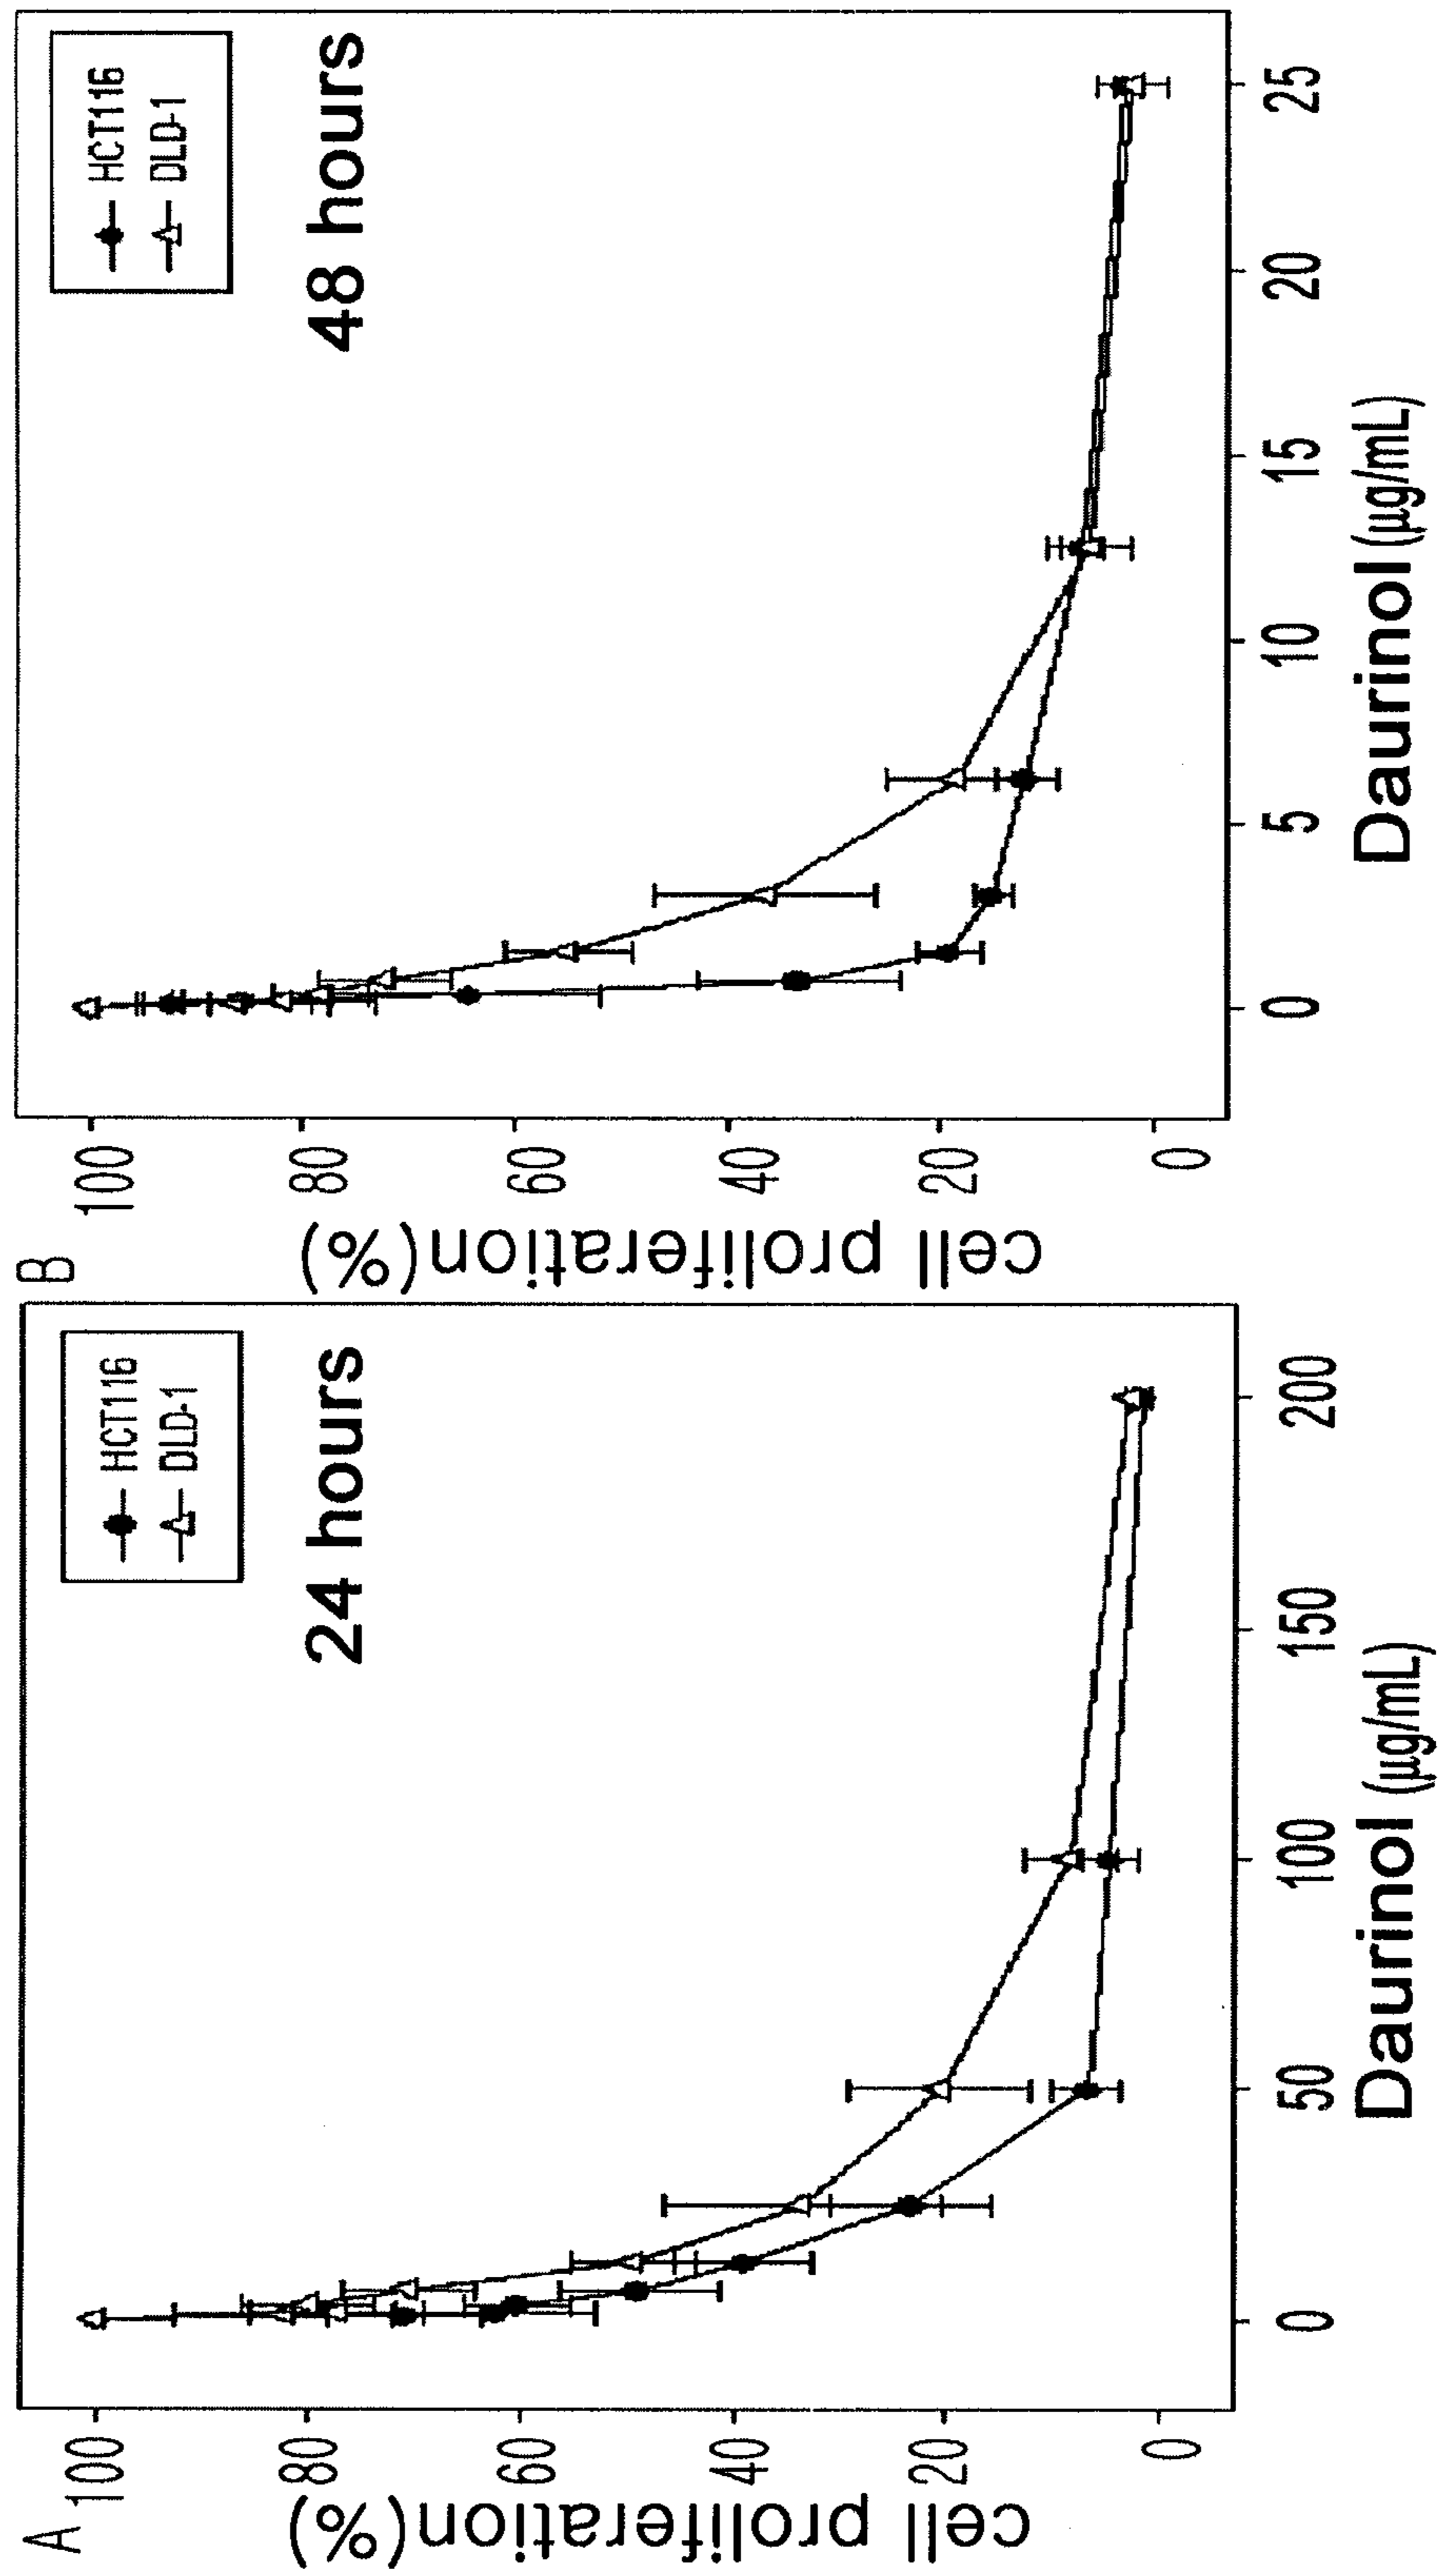 A
cell proliferation(%)
100
80
60
40
20
0
HCT116
DLD-1
24 hours
0
50
100
150
200
Daurinol (μg/mL)
B
cell proliferation(%)
100
80
60
40
20
0
HCT116
DLD-1
48 hours
0
5
10
15
20
25
Daurinol (μg/mL)